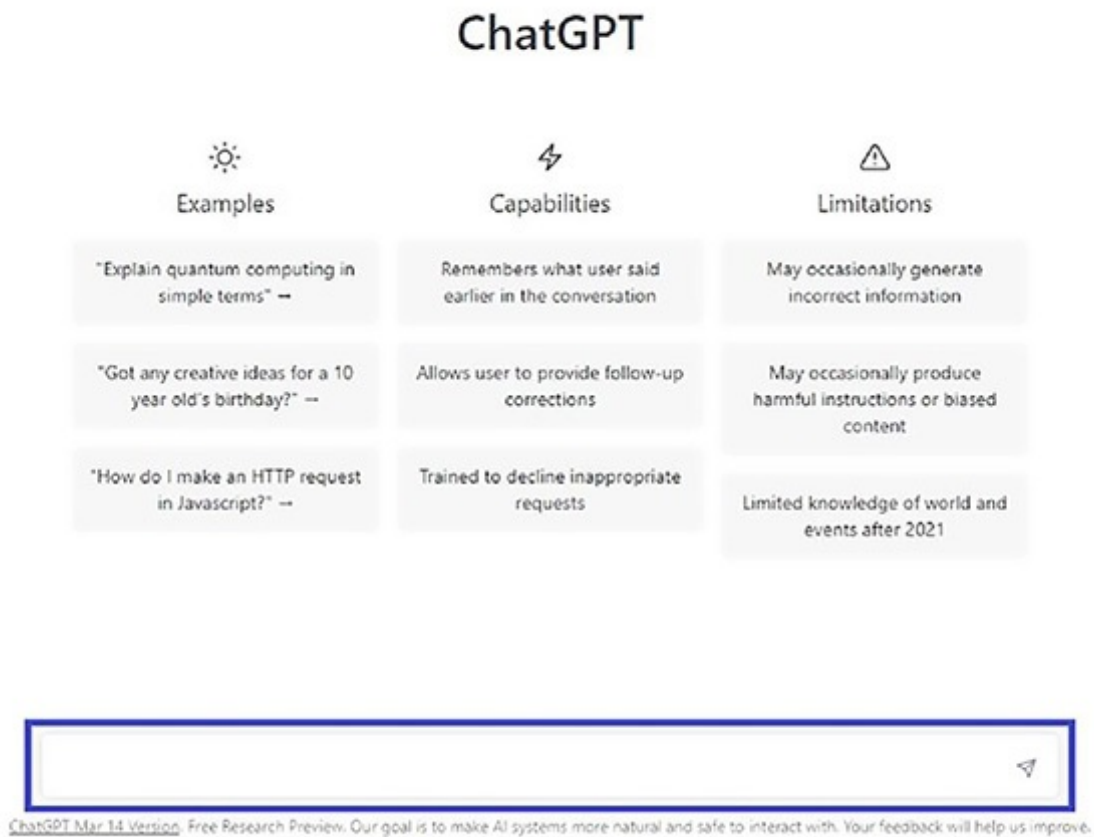 ChatGPT
Examples
"Explain quantum computing in
simple terms" →
"Got any creative ideas for a 10
year old's birthday?" →
"How do I make an HTTP request
in Javascript?" →
Capabilities
Remembers what user said
earlier in the conversation
Allows user to provide follow-up
corrections
Trained to decline inappropriate
requests
Limitations
May occasionally generate
incorrect information
May occasionally produce
harmful instructions or biased
content
Limited knowledge of world and
events after 2021
ChatGPT Mar 14 Version. Free Research Preview. Our goal is to make AI systems more natural and safe to interact with. Your feedback will help us improve.